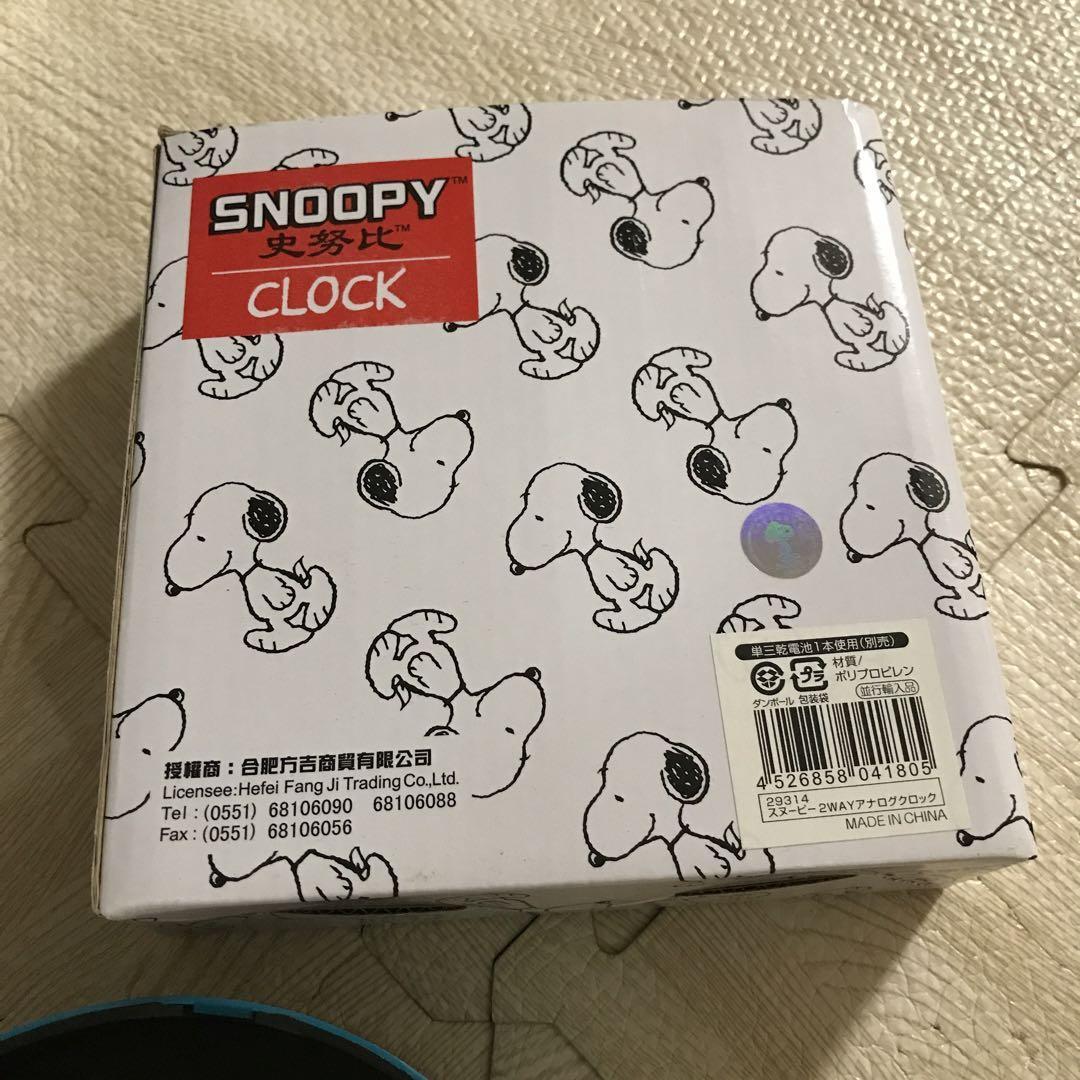 SNOOPY™
史努比™
CLOCK
授權商：合肥方吉商貿有限公司
Licensee:Hefei Fang Ji Trading Co.,Ltd.
Tel : (0551) 68106090 68106088
Fax : (0551) 68106056
単三乾電池1本使用(別売)
プラ
材質/
ポリプロピレン
ダンボール 包装袋
並行輸入品
4 526858 041805
29314
スヌーピー2WAYアナログクロック
MADE IN CHINA